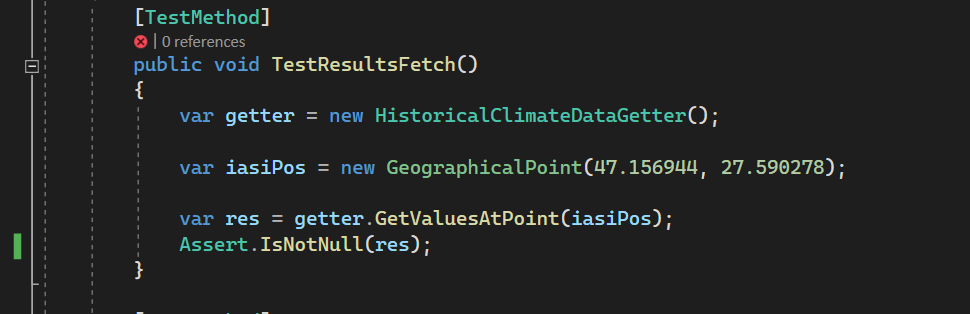 [TestMethod]
| 0 references
public void TestResultsFetch()
{
var getter = new HistoricalClimateDataGetter();
var iasiPos = new GeographicalPoint(47.156944, 27.590278);
var res = getter.GetValuesAtPoint(iasiPos);
Assert.IsNotNull(res);
}